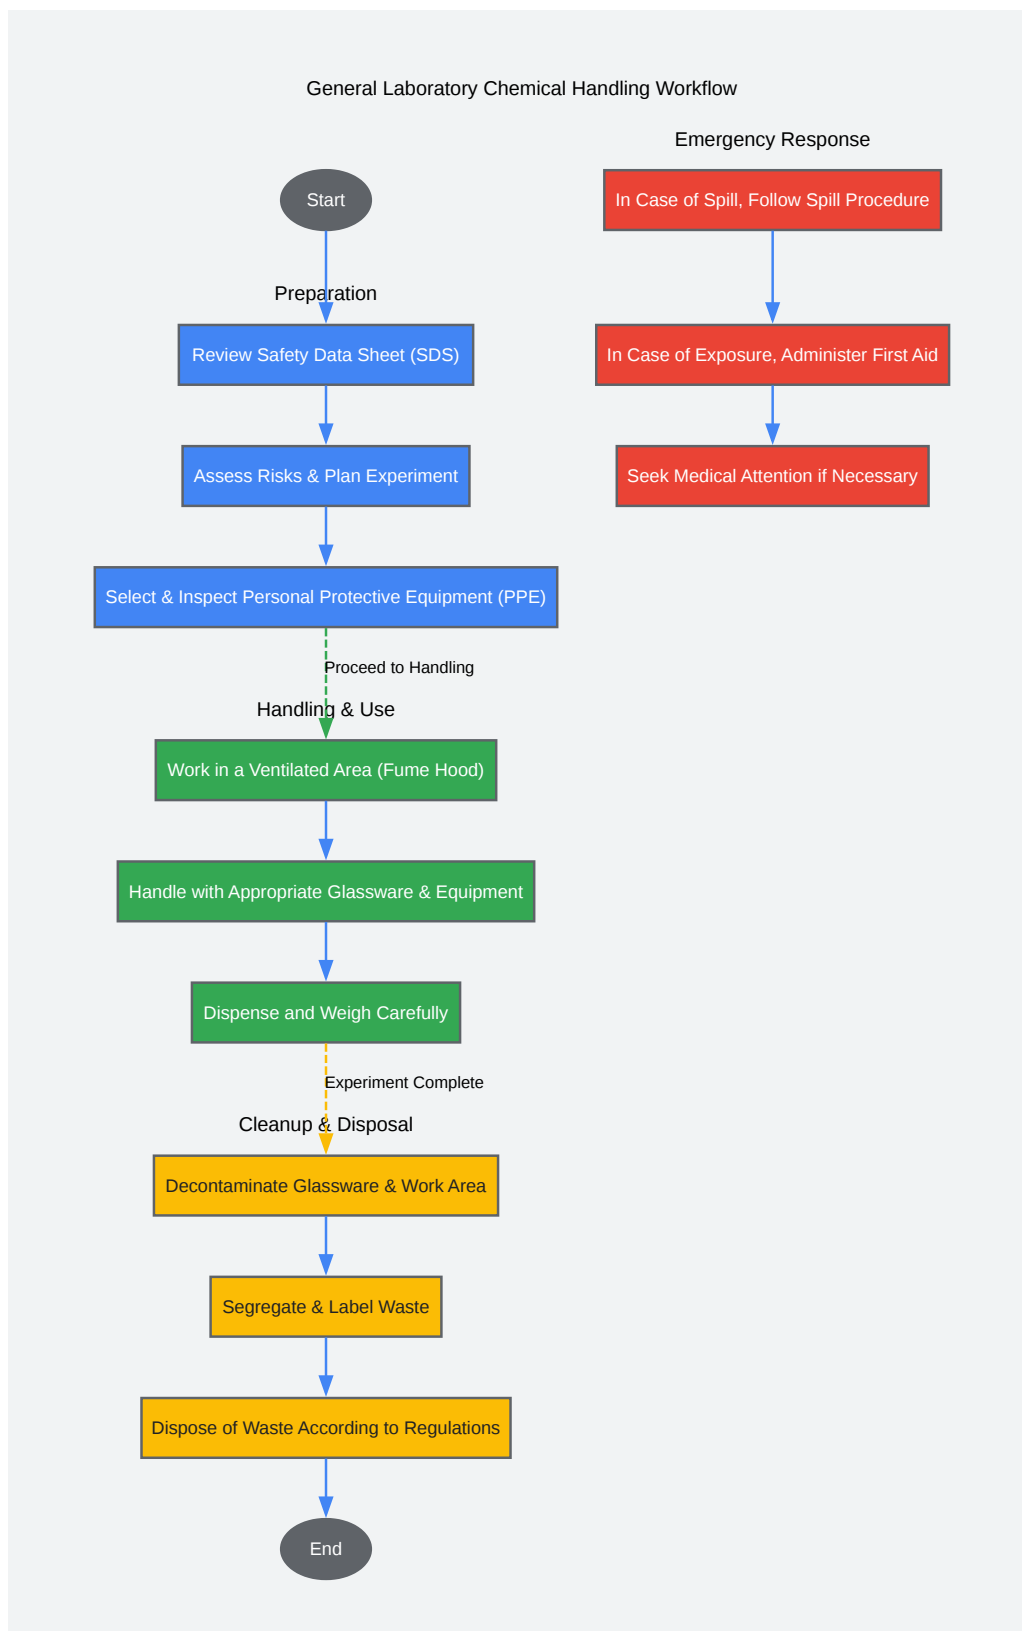 General Laboratory Chemical Handling Workflow
Start
Preparation
Review Safety Data Sheet (SDS)
Assess Risks & Plan Experiment
Select & Inspect Personal Protective Equipment (PPE)
Proceed to Handling
Handling & Use
Work in a Ventilated Area (Fume Hood)
Handle with Appropriate Glassware & Equipment
Dispense and Weigh Carefully
Experiment Complete
Cleanup & Disposal
Decontaminate Glassware & Work Area
Segregate & Label Waste
Dispose of Waste According to Regulations
End
Emergency Response
In Case of Spill, Follow Spill Procedure
In Case of Exposure, Administer First Aid
Seek Medical Attention if Necessary